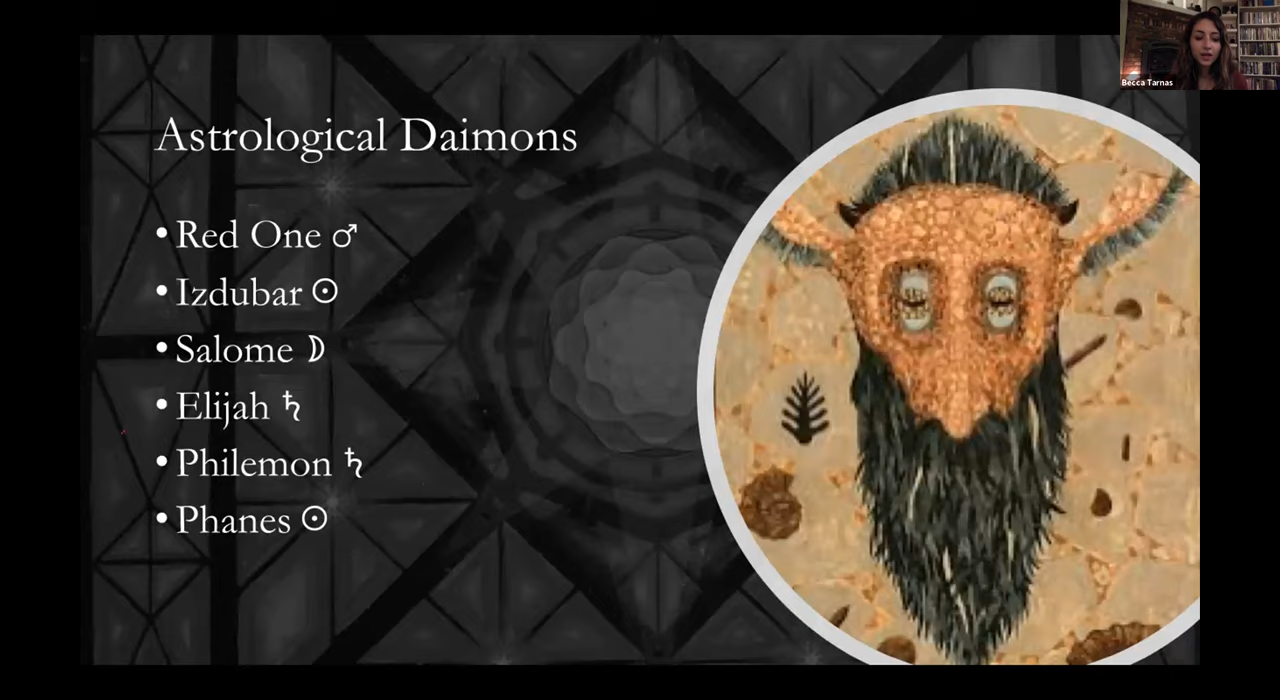 Becca Tarnas
Astrological Daimons
• Red One ♂
• Izdubar ☉
• Salome ☽
• Elijah ♄
• Philemon ♄
• Phanes ☉